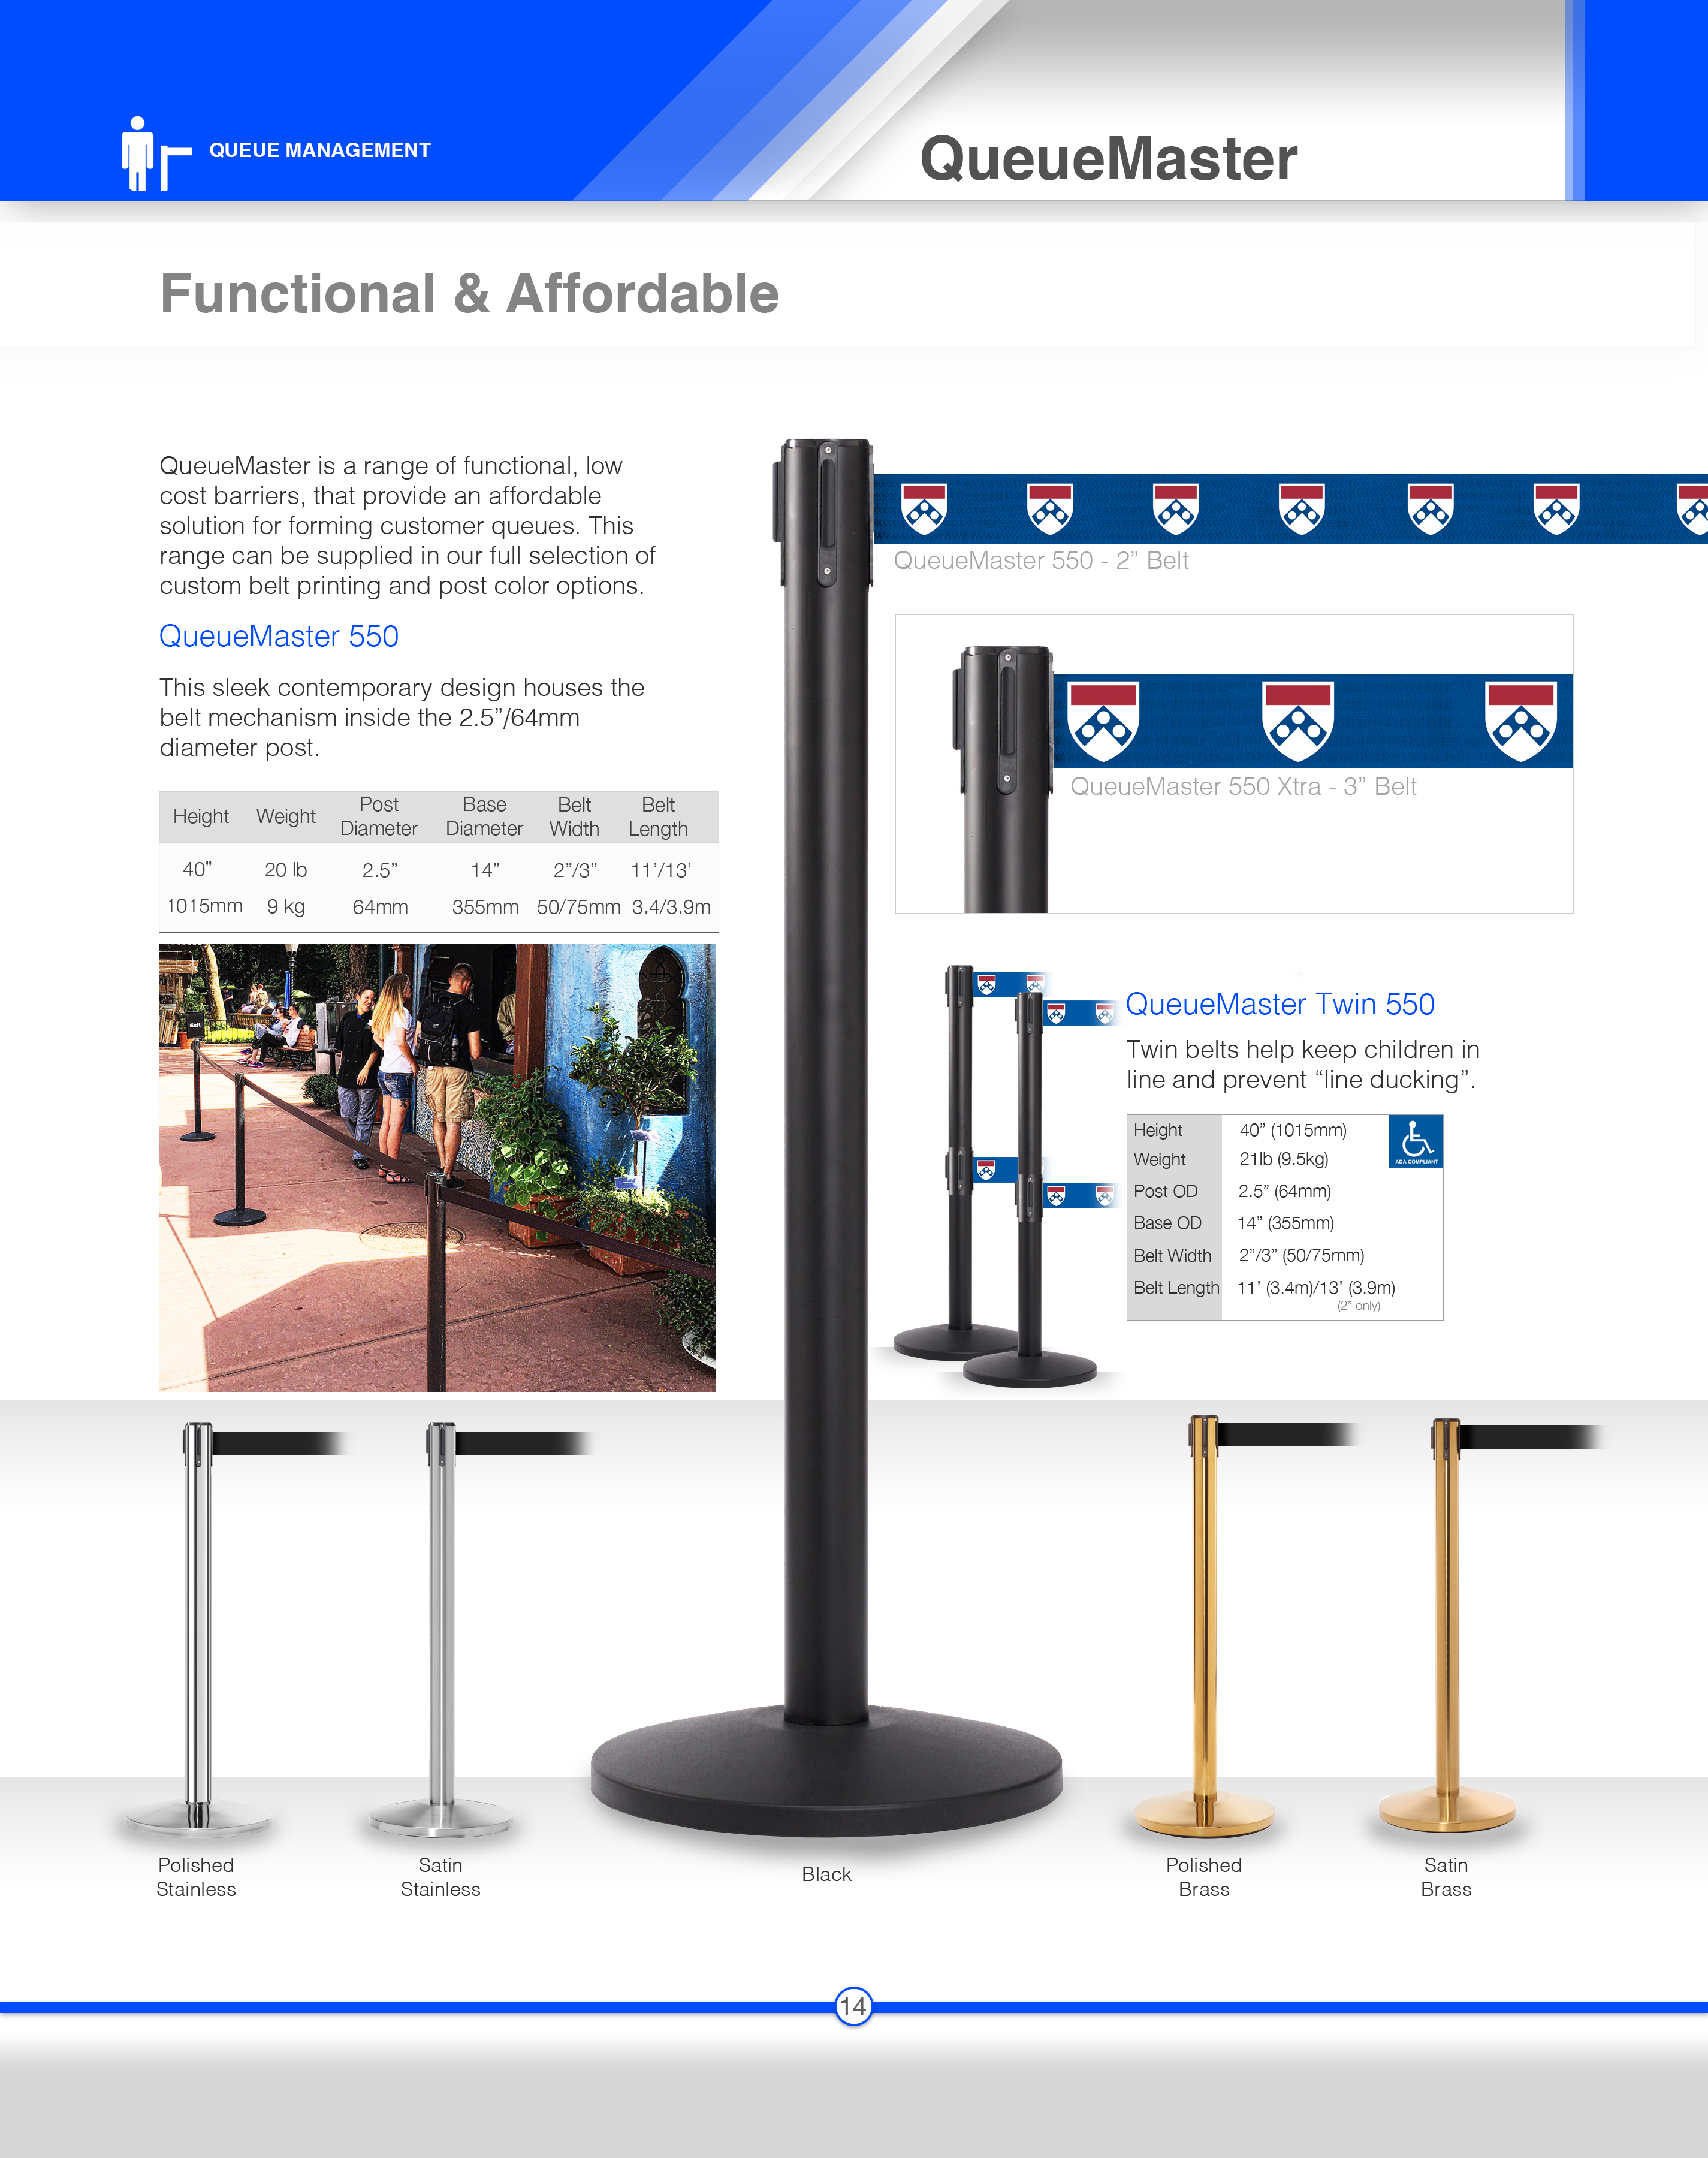 QUEUE MANAGEMENT
QueueMaster
Functional & Affordable
QueueMaster is a range of functional, low
cost barriers, that provide an affordable
solution for forming customer queues. This
range can be supplied in our full selection of
custom belt printing and post color options.
QueueMaster 550
This sleek contemporary design houses the
belt mechanism inside the 2.5”/64mm
diameter post.
Height Weight Post Diameter Base Diameter Belt Width Belt Length
40” 20 lb 2.5” 14” 2”/3” 11’/13’
1015mm 9 kg 64mm 355mm 50/75mm 3.4/3.9m
Exit
QueueMaster 550 - 2” Belt
QueueMaster 550 Xtra - 3” Belt
QueueMaster Twin 550
Twin belts help keep children in
line and prevent “line ducking”.
Height 40” (1015mm)
Weight 21lb (9.5kg)
Post OD 2.5” (64mm)
Base OD 14” (355mm)
Belt Width 2”/3” (50/75mm)
Belt Length 11’ (3.4m)/13’ (3.9m)
(2” only)
ADA COMPLIANT
Polished
Stainless
Satin
Stainless
Black
Polished
Brass
Satin
Brass
14